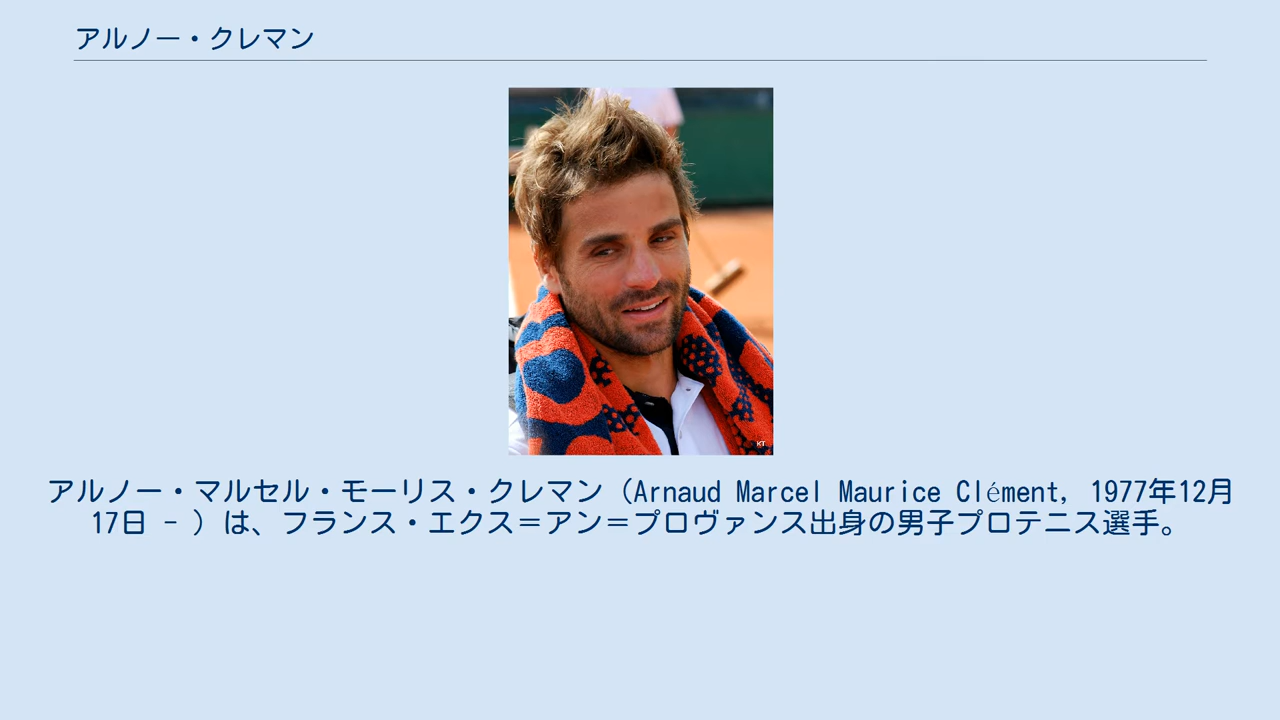 アルノー・クレマン
KT
アルノー・マルセル・モーリス・クレマン（Arnaud Marcel Maurice Clément, 1977年12月
17日 - ）は、フランス・エクス＝アン＝プロヴァンス出身の男子プロテニス選手。